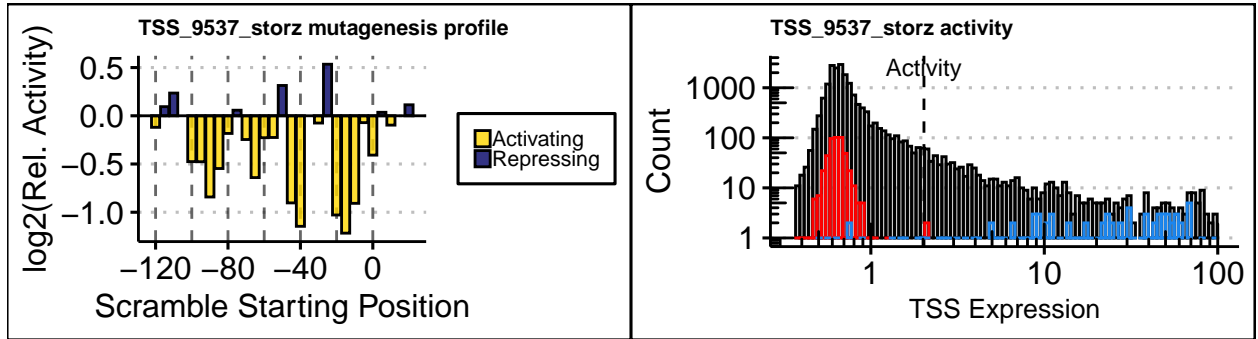 TSS_9537_storz mutagenesis profile
log2(Rel. Activity)
0.5
0.0
−0.5
−1.0
−120
−80
−40
0
Scramble Starting Position
Activating
Repressing
TSS_9537_storz activity
Activity
Count
1000
100
10
1
1
10
100
TSS Expression